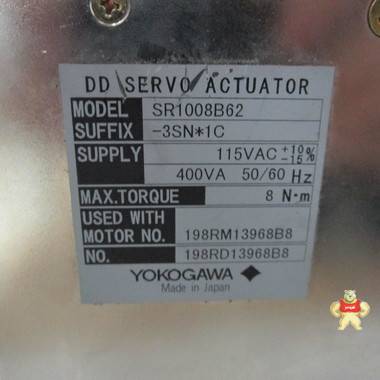 DD SERVO ACTUATOR
MODEL SR1008B62
SUFFIX -3SN*1C
SUPPLY 115VAC +10 -15 %
400VA 50/60 Hz
MAX.TORQUE 8 N·m
USED WITH
MOTOR NO. 198RM13968B8
NO. 198RD13968B8
YOKOGAWA
Made in Japan